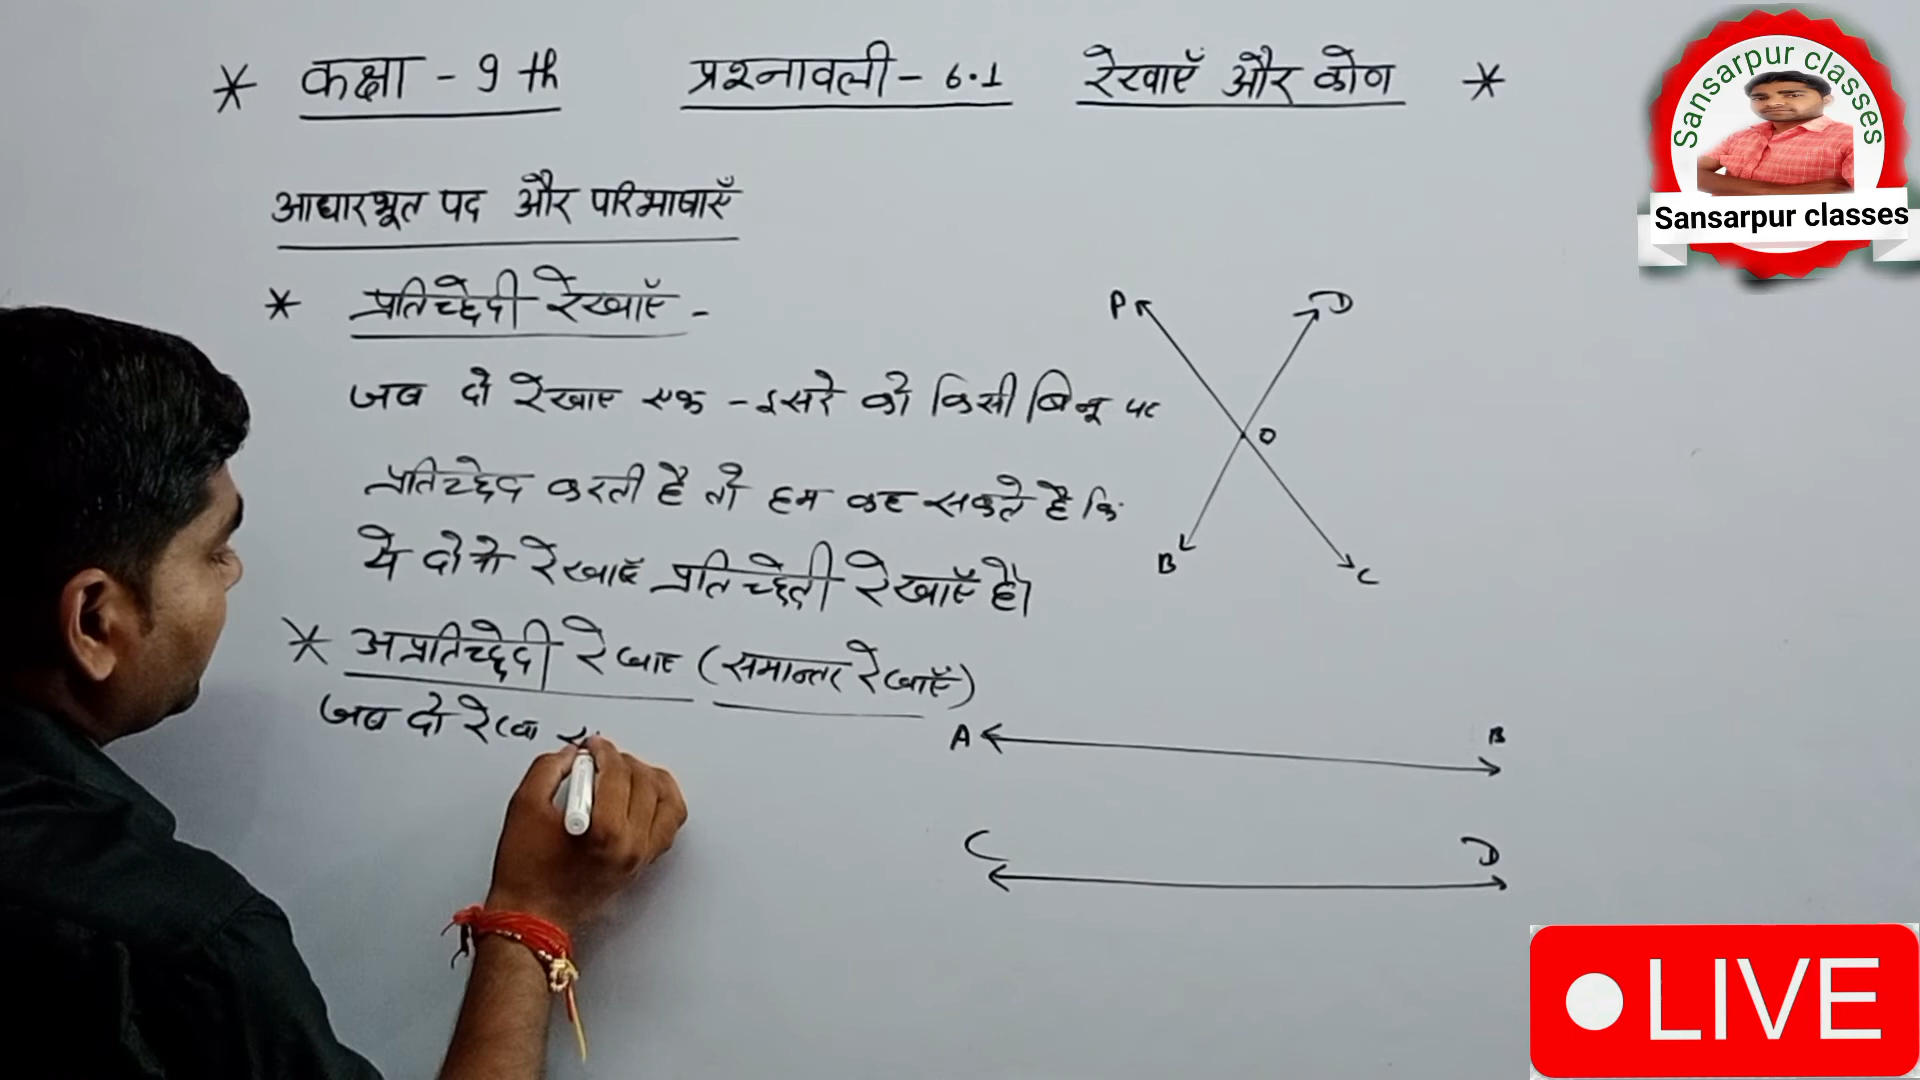 * कक्षा - 9 th प्रश्नावली - 6.1 रेखाएँ और कोण *
Sansarpur classes
Sansarpur classes
आधारभूत पद और परिभाषाएँ
* प्रतिच्छेदी रेखाएँ -
जब दो रेखाए एक - दूसरे को किसी बिन्दू पर
प्रतिच्छेद करती है तो हम कह सकते है कि
ये दोनो रेखाएँ प्रतिच्छेदी रेखाएँ है।
P D
O
B C
* अप्रतिच्छेदी रेखाए (समान्तर रेखाएँ)
जब दो रेखा
A B
C D
LIVE